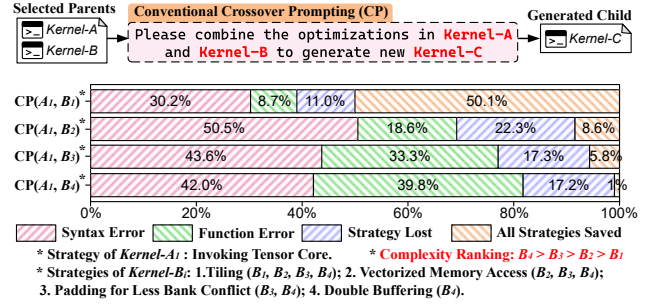 Selected Parents
Conventional Crossover Prompting (CP)
Generated Child
>_ Kernel-A
>_ Kernel-B
Please combine the optimizations in Kernel-A
and Kernel-B to generate new Kernel-C
>_ Kernel-C
CP(A1, B1)* 30.2% 8.7% 11.0% 50.1%
CP(A1, B2)* 50.5% 18.6% 22.3% 8.6%
CP(A1, B3)* 43.6% 33.3% 17.3% 5.8%
CP(A1, B4)* 42.0% 39.8% 17.2% 1%
0% 20% 40% 60% 80% 100%
Syntax Error Function Error Strategy Lost All Strategies Saved
* Strategy of Kernel-A1 : Invoking Tensor Core. * Complexity Ranking: B4 > B3 > B2 > B1
* Strategies of Kernel-Bi: 1.Tiling (B1, B2, B3, B4); 2. Vectorized Memory Access (B2, B3, B4);
3. Padding for Less Bank Conflict (B3, B4); 4. Double Buffering (B4).